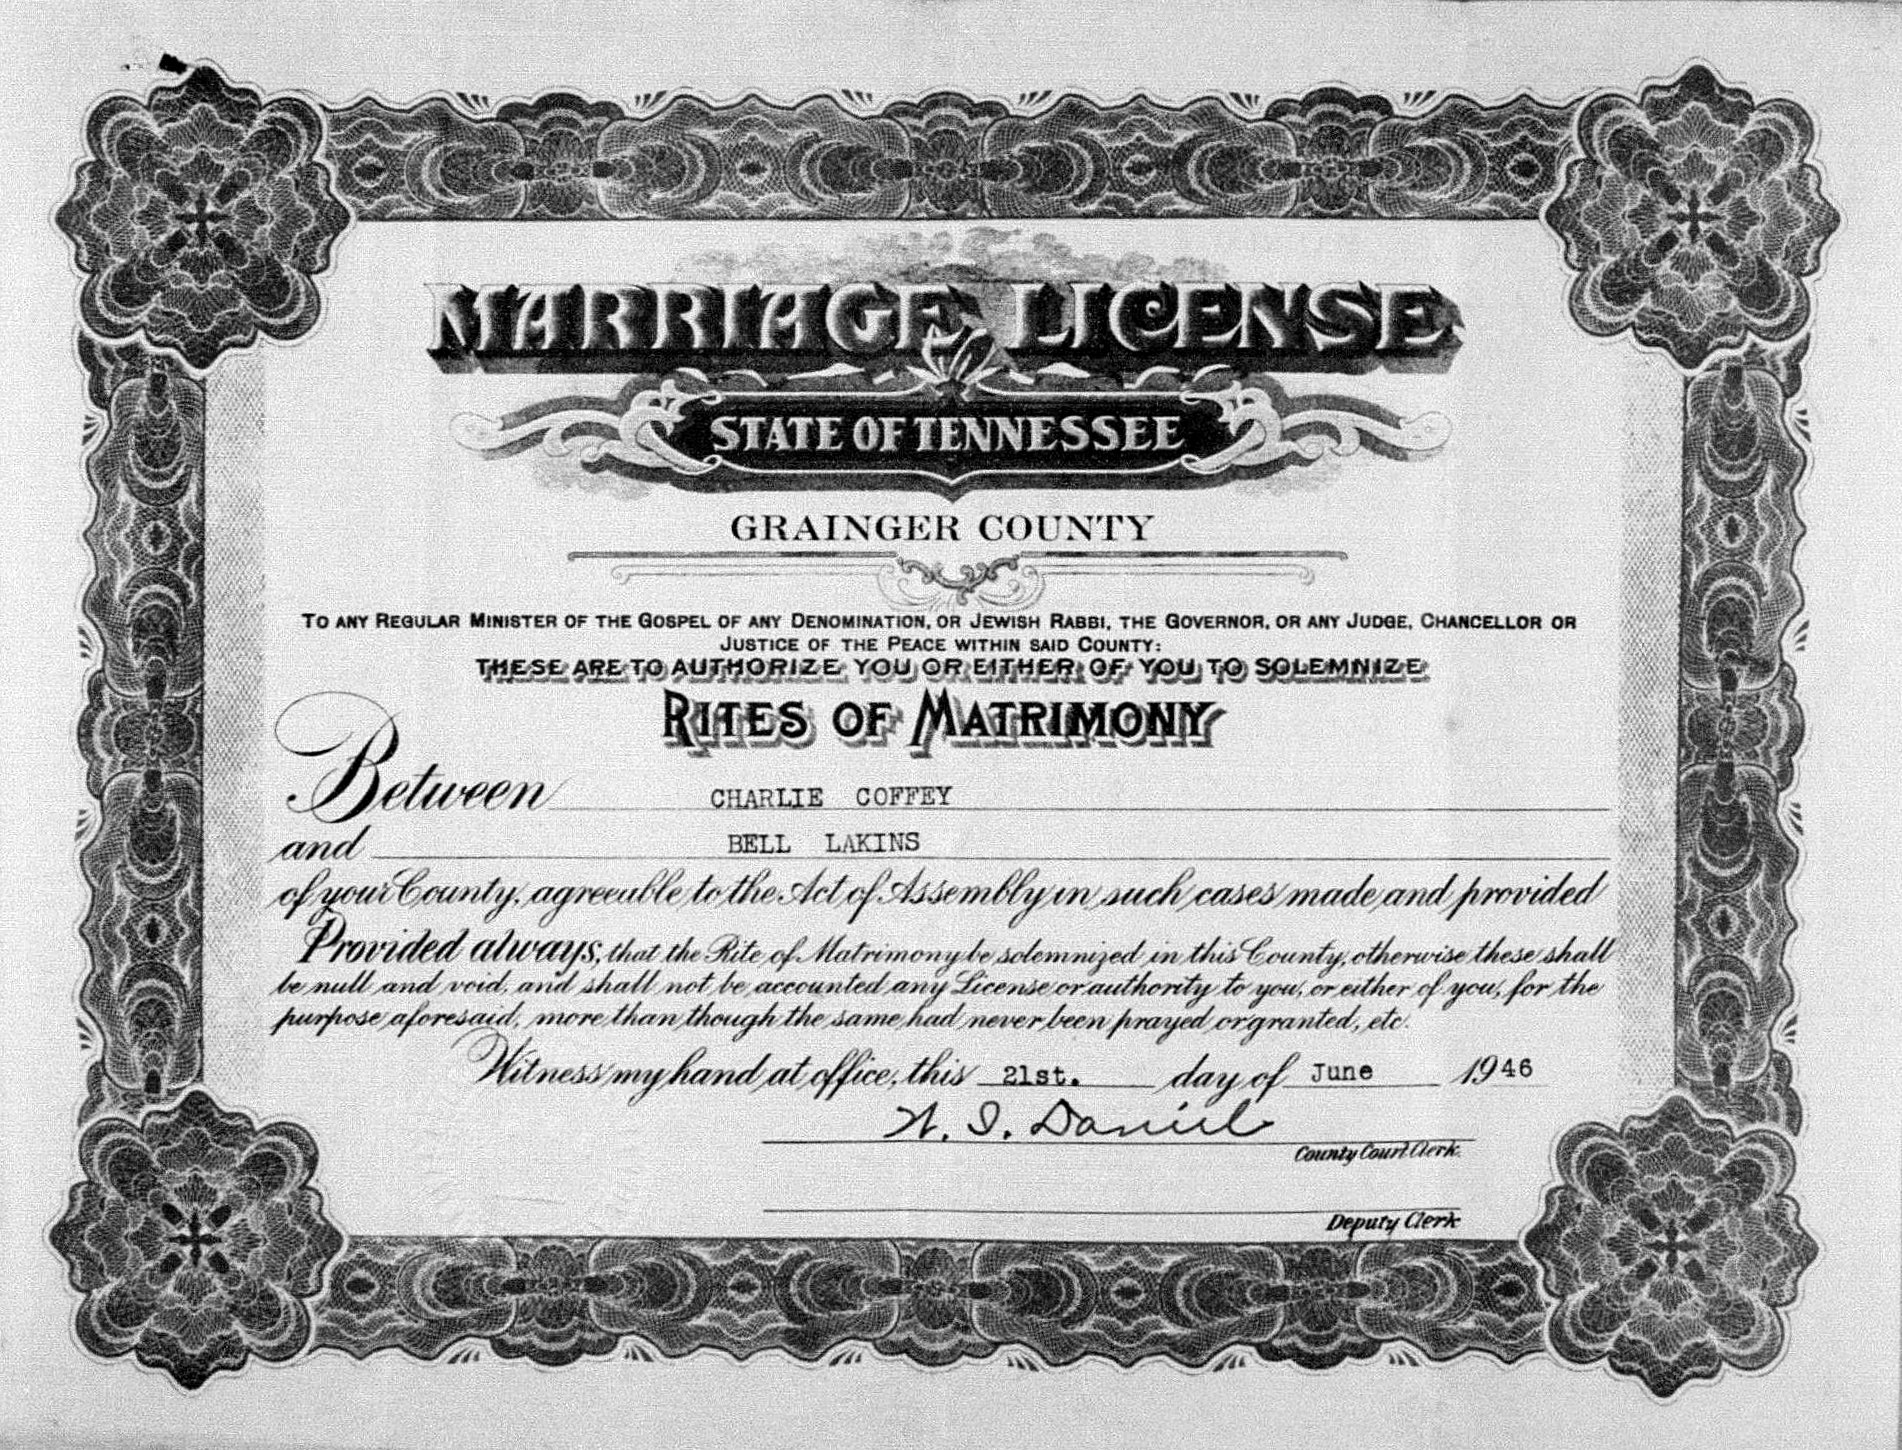 MARRIAGE LICENSE
STATE OF TENNESSEE
GRAINGER COUNTY
TO ANY REGULAR MINISTER OF THE GOSPEL OF ANY DENOMINATION, OR JEWISH RABBI, THE GOVERNOR, OR ANY JUDGE, CHANCELLOR OR
JUSTICE OF THE PEACE WITHIN SAID COUNTY:
THESE ARE TO AUTHORIZE YOU OR EITHER OF YOU TO SOLEMNIZE
RITES OF MATRIMONY
Between CHARLIE COFFEY
and BELL LAKINS
of your County, agreeable to the Act of Assembly in such cases made and provided
Provided always, that the Rite of Matrimony be solemnized in this County, otherwise these shall
be null and void, and shall not be accounted any License or authority to you, or either of you, for the
purpose aforesaid, more than though the same had never been prayed or granted, etc.
Witness my hand at office, this 21st. day of June 1946
Daniel
County Court Clerk.
Deputy Clerk